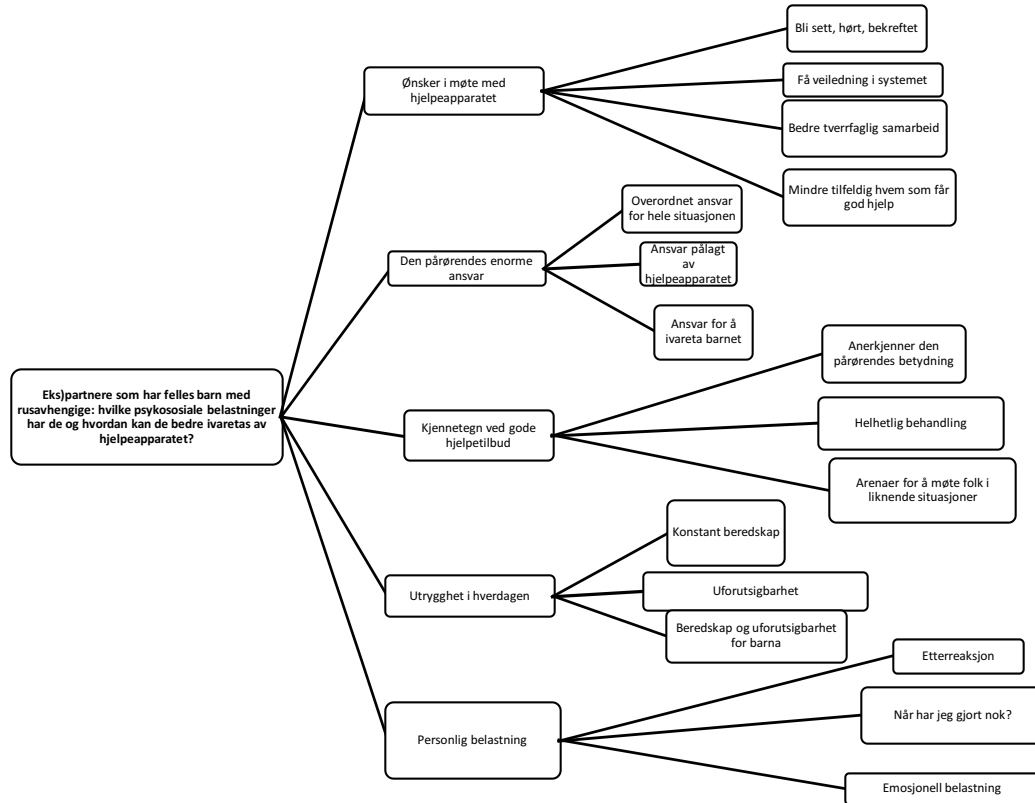 Eks)partnere som har felles barn med
rusavhengige: hvilke psykososiale belastninger
har de og hvordan kan de bedre ivaretas av
hjelpeapparatet?
Ønsker i møte med
hjelpeapparatet
Bli sett, hørt, bekreftet
Få veiledning i systemet
Bedre tverrfaglig samarbeid
Mindre tilfeldig hvem som får
god hjelp
Den pårørendes enorme
ansvar
Overordnet ansvar
for hele situasjonen
Ansvar pålagt
av
hjelpeapparatet
Ansvar for å
ivareta barnet
Kjennetegn ved gode
hjelpetilbud
Anerkjenner den
pårørendes betydning
Helhetlig behandling
Arenaer for å møte folk i
liknende situasjoner
Utrygghet i hverdagen
Konstant beredskap
Uforutsigbarhet
Beredskap og uforutsigbarhet
for barna
Personlig belastning
Etterreaksjon
Når har jeg gjort nok?
Emosjonell belastning